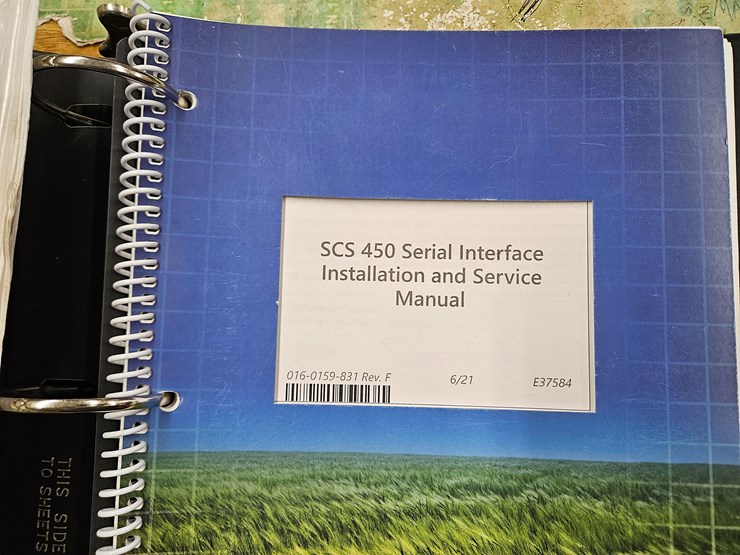 SCS 450 Serial Interface
Installation and Service
Manual
016-0159-831 Rev. F 6/21 E37584
THIS SIDE
TO SHEETS